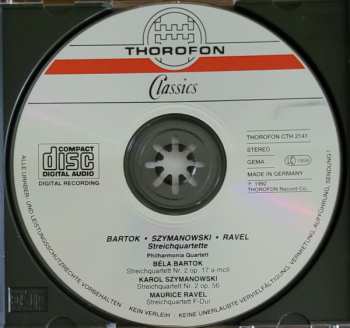 THOROFON
Classics
COMPACT
disc
DIGITAL AUDIO
DIGITAL RECORDING
THOROFON CTH 2141
STEREO
GEMA
MADE IN GERMANY
THOROFON Record Co.
BARTOK • SZYMANOWSKI • RAVEL
Streichquartette
Philharmonia Quartett
BÉLA BARTOK
Streichquartett Nr. 2 op. 17 a-moll
KAROL SZYMANOWSKI
Streichquartett Nr. 2 op. 56
MAURICE RAVEL
Streichquartett F-Dur
ALLE URHEBER- UND LEISTUNGSSCHUTZRECHTE VORBEHALTEN KEIN VERLEIH! KEINE UNERLAUBTE VERVIELFÄLTIGUNG, VERMIETUNG, AUFFÜHRUNG, SENDUNG!